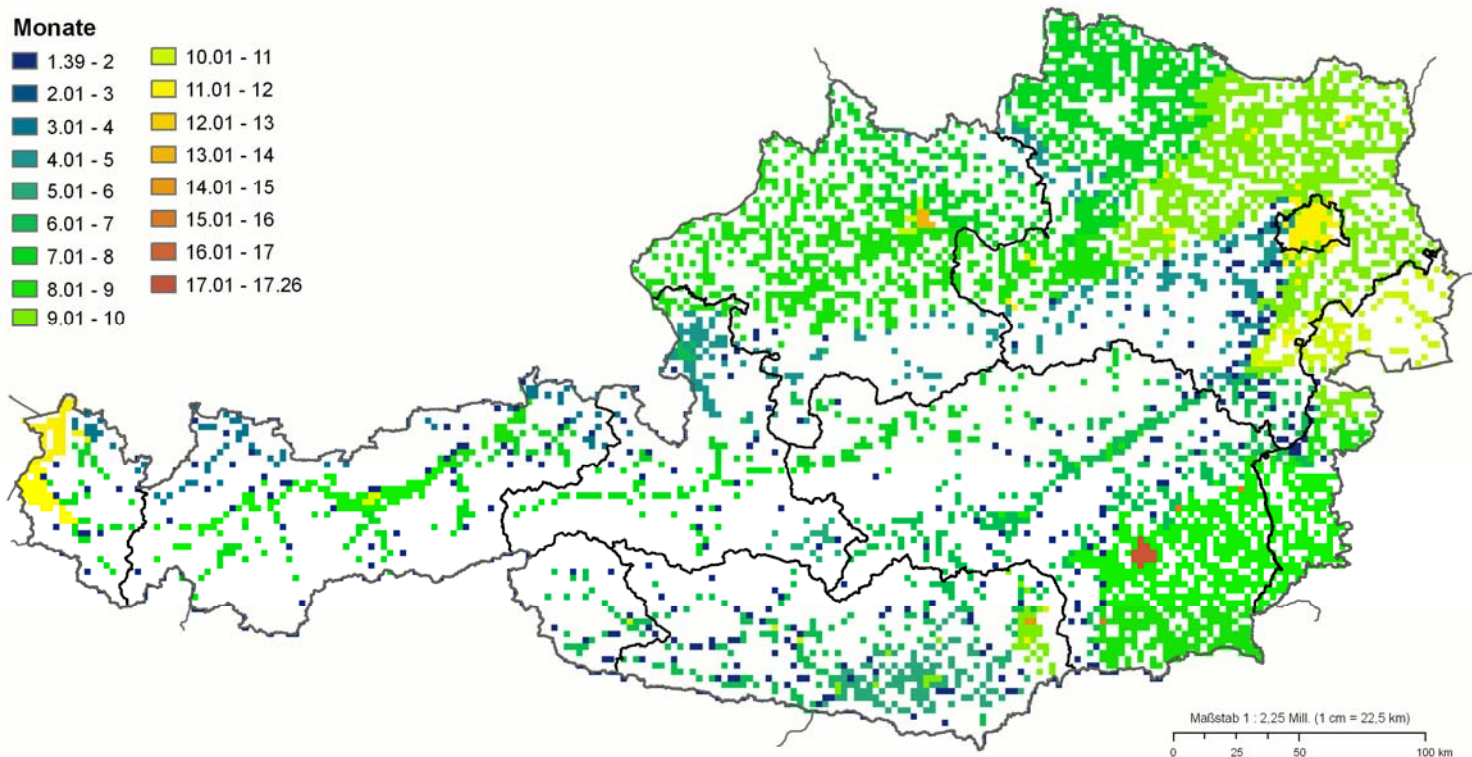 Monate
1.39 - 2
2.01 - 3
3.01 - 4
4.01 - 5
5.01 - 6
6.01 - 7
7.01 - 8
8.01 - 9
9.01 - 10
10.01 - 11
11.01 - 12
12.01 - 13
13.01 - 14
14.01 - 15
15.01 - 16
16.01 - 17
17.01 - 17.26
Maßstab 1 : 2,25 Mill. (1 cm = 22,5 km)
0 25 50 100 km